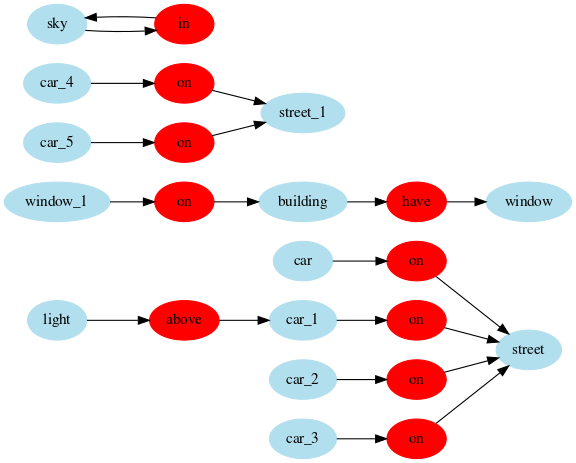 sky in
car_4 on
street_1
car_5 on
window_1 on building have window
car on
light above car_1 on
street
car_2 on
car_3 on